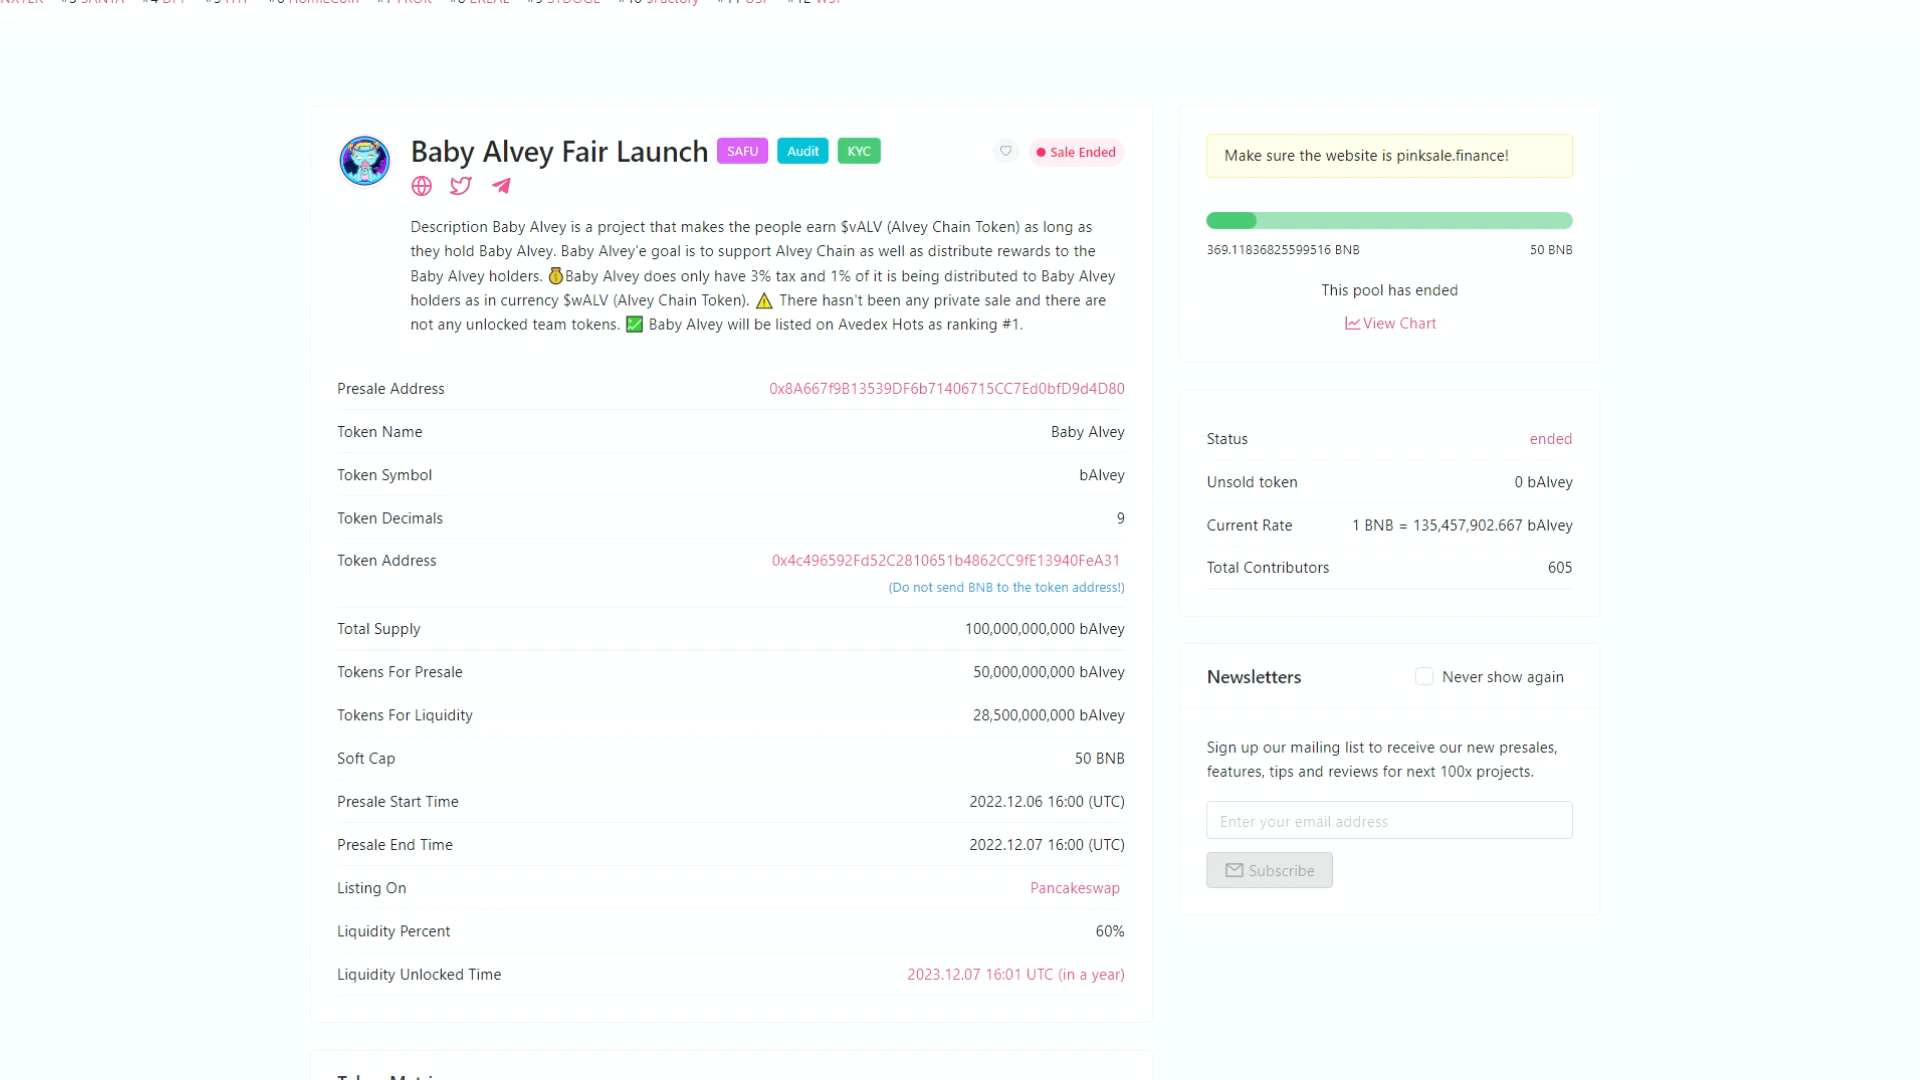 Baby Alvey Fair Launch SAFU Audit KYC
Sale Ended
Description Baby Alvey is a project that makes the people earn $vALV (Alvey Chain Token) as long as
they hold Baby Alvey. Baby Alvey'e goal is to support Alvey Chain as well as distribute rewards to the
Baby Alvey holders. 💰Baby Alvey does only have 3% tax and 1% of it is being distributed to Baby Alvey
holders as in currency $wALV (Alvey Chain Token). ⚠ There hasn't been any private sale and there are
not any unlocked team tokens. 💹 Baby Alvey will be listed on Avedex Hots as ranking #1.
Presale Address 0x8A667f9B13539DF6b71406715CC7Ed0bfD9d4D80
Token Name Baby Alvey
Token Symbol bAlvey
Token Decimals 9
Token Address 0x4c496592Fd52C2810651b4862CC9fE13940FeA31
(Do not send BNB to the token address!)
Total Supply 100,000,000,000 bAlvey
Tokens For Presale 50,000,000,000 bAlvey
Tokens For Liquidity 28,500,000,000 bAlvey
Soft Cap 50 BNB
Presale Start Time 2022.12.06 16:00 (UTC)
Presale End Time 2022.12.07 16:00 (UTC)
Listing On Pancakeswap
Liquidity Percent 60%
Liquidity Unlocked Time 2023.12.07 16:01 UTC (in a year)
Make sure the website is pinksale.finance!
369.11836825599516 BNB 50 BNB
This pool has ended
View Chart
Status ended
Unsold token 0 bAlvey
Current Rate 1 BNB = 135,457,902.667 bAlvey
Total Contributors 605
Newsletters Never show again
Sign up our mailing list to receive our new presales,
features, tips and reviews for next 100x projects.
Enter your email address
Subscribe